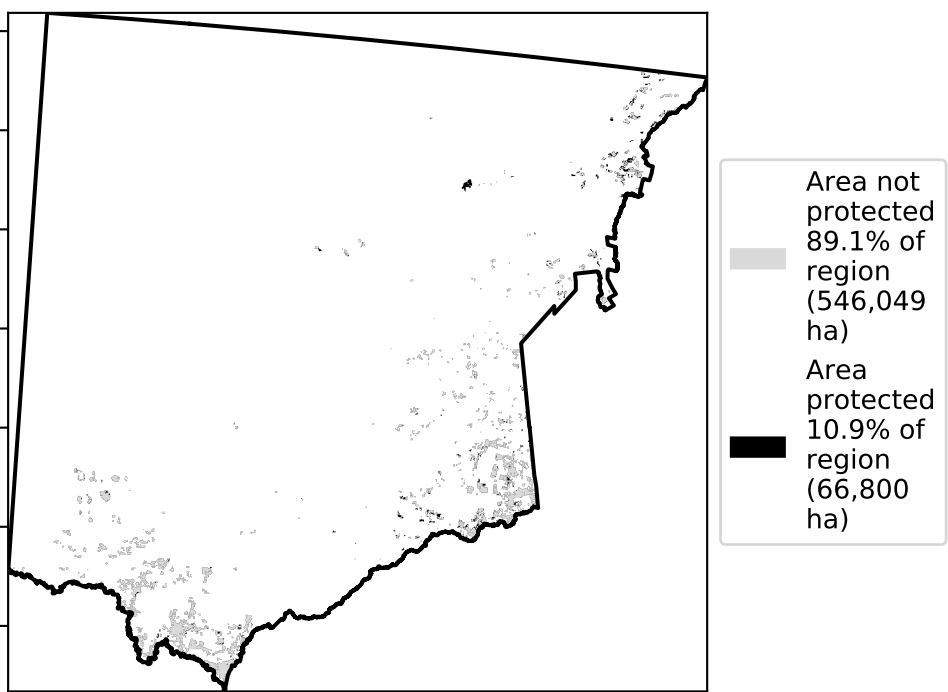 Area not
protected
89.1% of
region
(546,049
ha)
Area
protected
10.9% of
region
(66,800
ha)